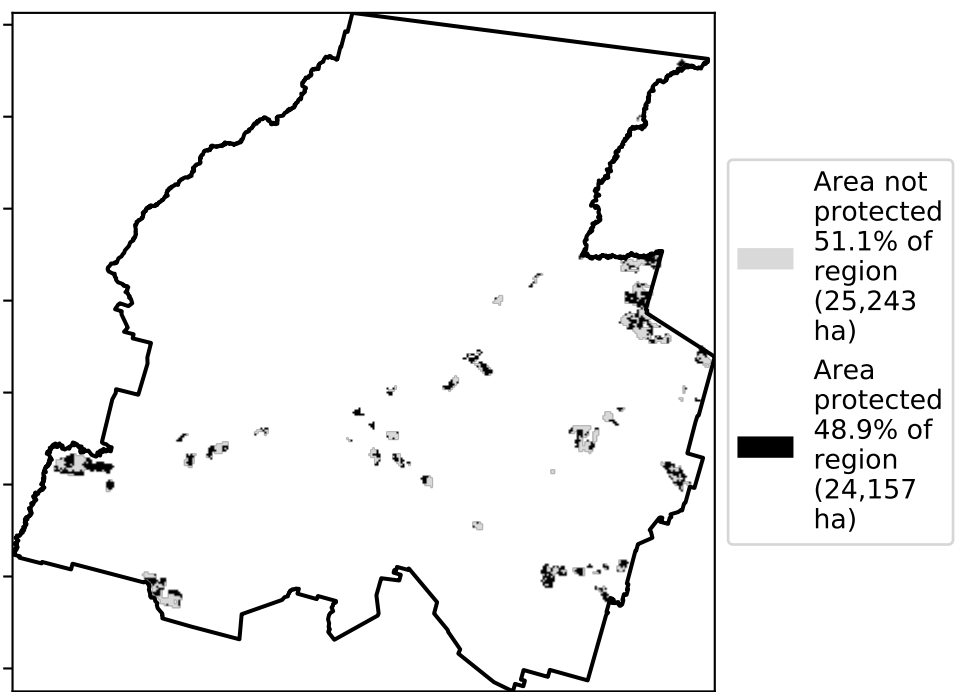 Area not
protected
51.1% of
region
(25,243
ha)
Area
protected
48.9% of
region
(24,157
ha)